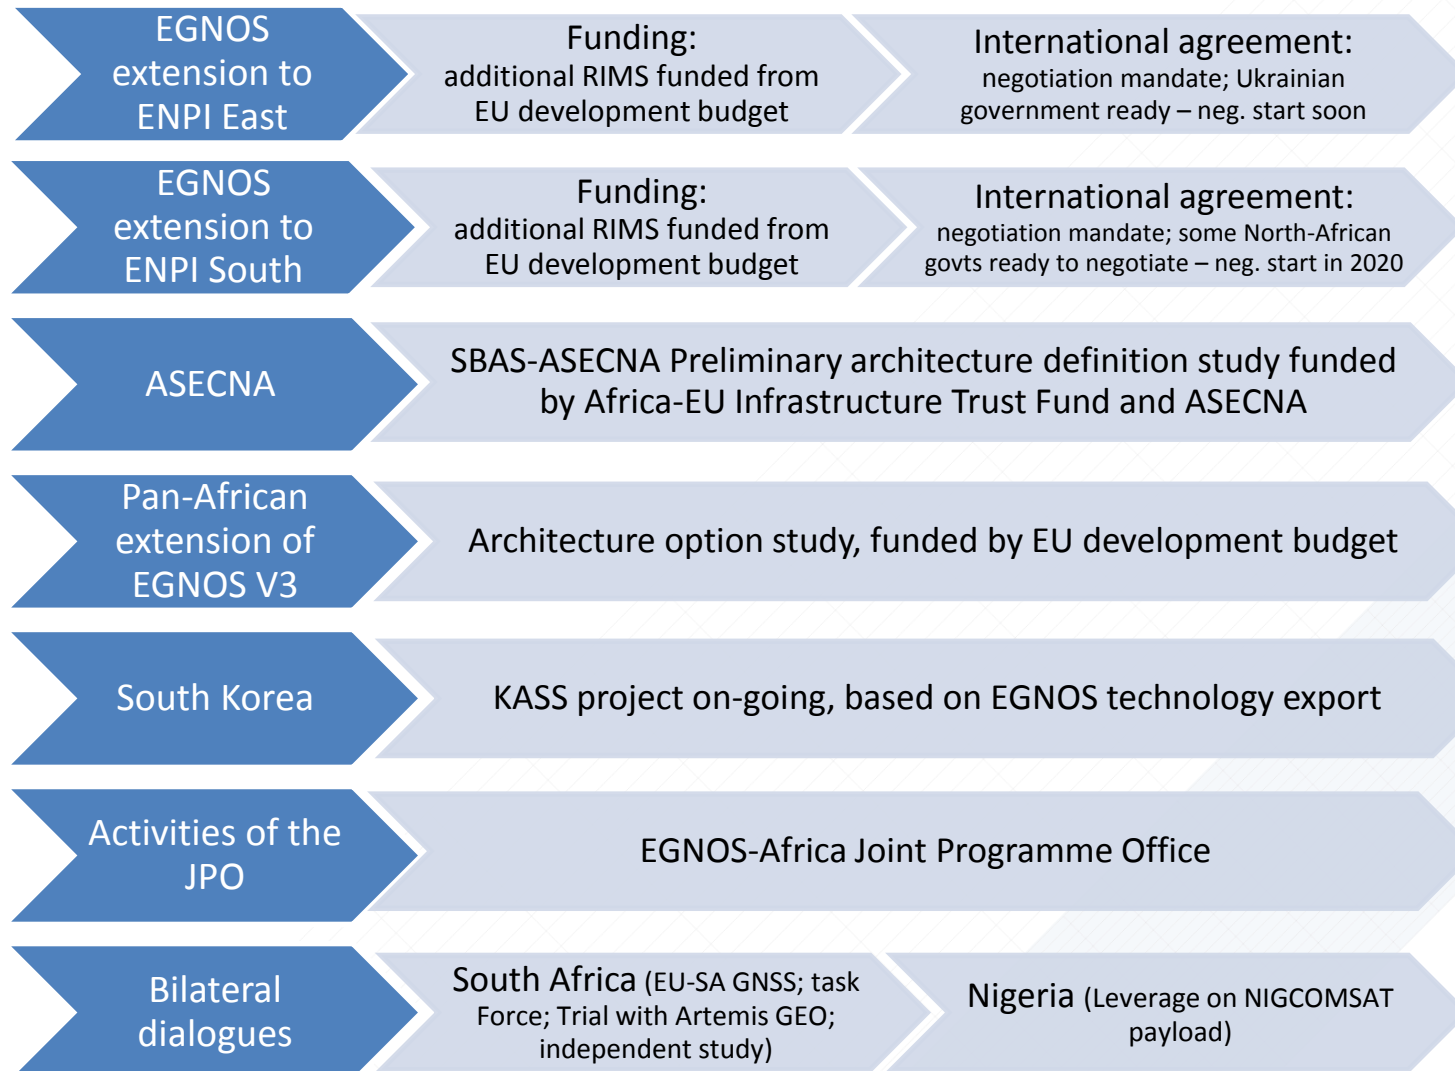 EGNOS
extension to
ENPI East
Funding:
additional RIMS funded from
EU development budget
International agreement:
negotiation mandate; Ukrainian
government ready – neg. start soon
EGNOS
extension to
ENPI South
Funding:
additional RIMS funded from
EU development budget
International agreement:
negotiation mandate; some North-African
govts ready to negotiate – neg. start in 2020
ASECNA
SBAS-ASECNA Preliminary architecture definition study funded
by Africa-EU Infrastructure Trust Fund and ASECNA
Pan-African
extension of
EGNOS V3
Architecture option study, funded by EU development budget
South Korea
KASS project on-going, based on EGNOS technology export
Activities of the
JPO
EGNOS-Africa Joint Programme Office
Bilateral
dialogues
South Africa (EU-SA GNSS; task
Force; Trial with Artemis GEO;
independent study)
Nigeria (Leverage on NIGCOMSAT
payload)